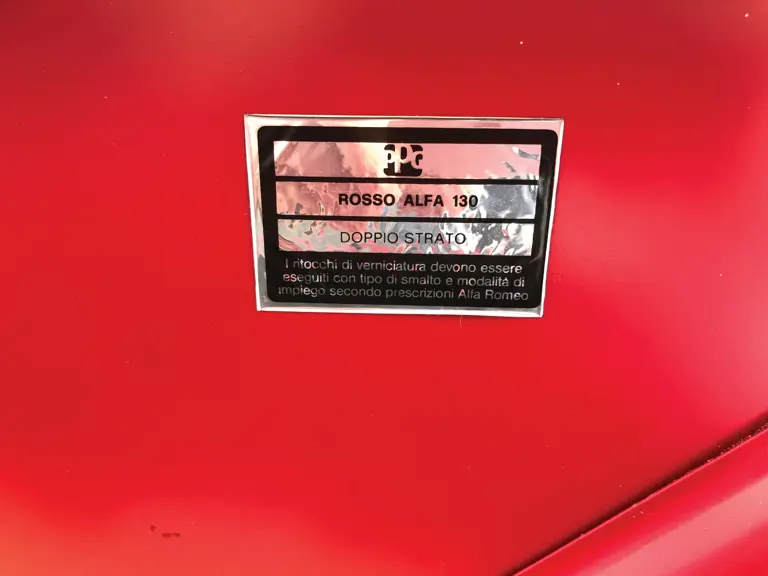 PPG
ROSSO ALFA 130
DOPPIO STRATO
I ritocchi di verniciatura devono essere
eseguiti con tipo di smalto e modalità di
impiego secondo prescrizioni Alfa Romeo